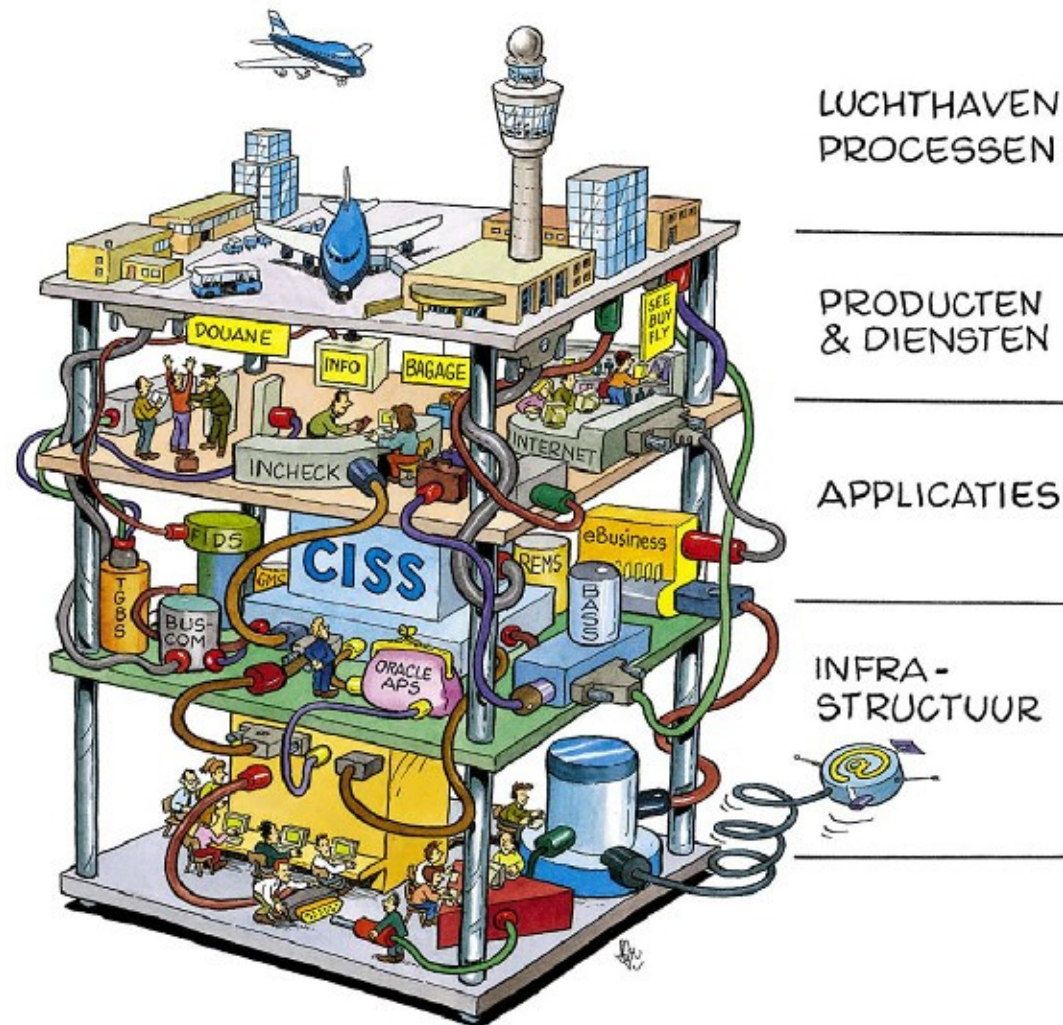 LUCHTHAVEN
PROCESSEN
PRODUCTEN
& DIENSTEN
APPLICATIES
INFRA-
STRUCTUUR
DOUANE
INFO
BAGAGE
SEE
BUY
FLY
INCHECK
INTERNET
FIDS
GMS
CISS
REMS
eBusiness
TGBS
BUS-
COM
BASS
ORACLE
APS
@